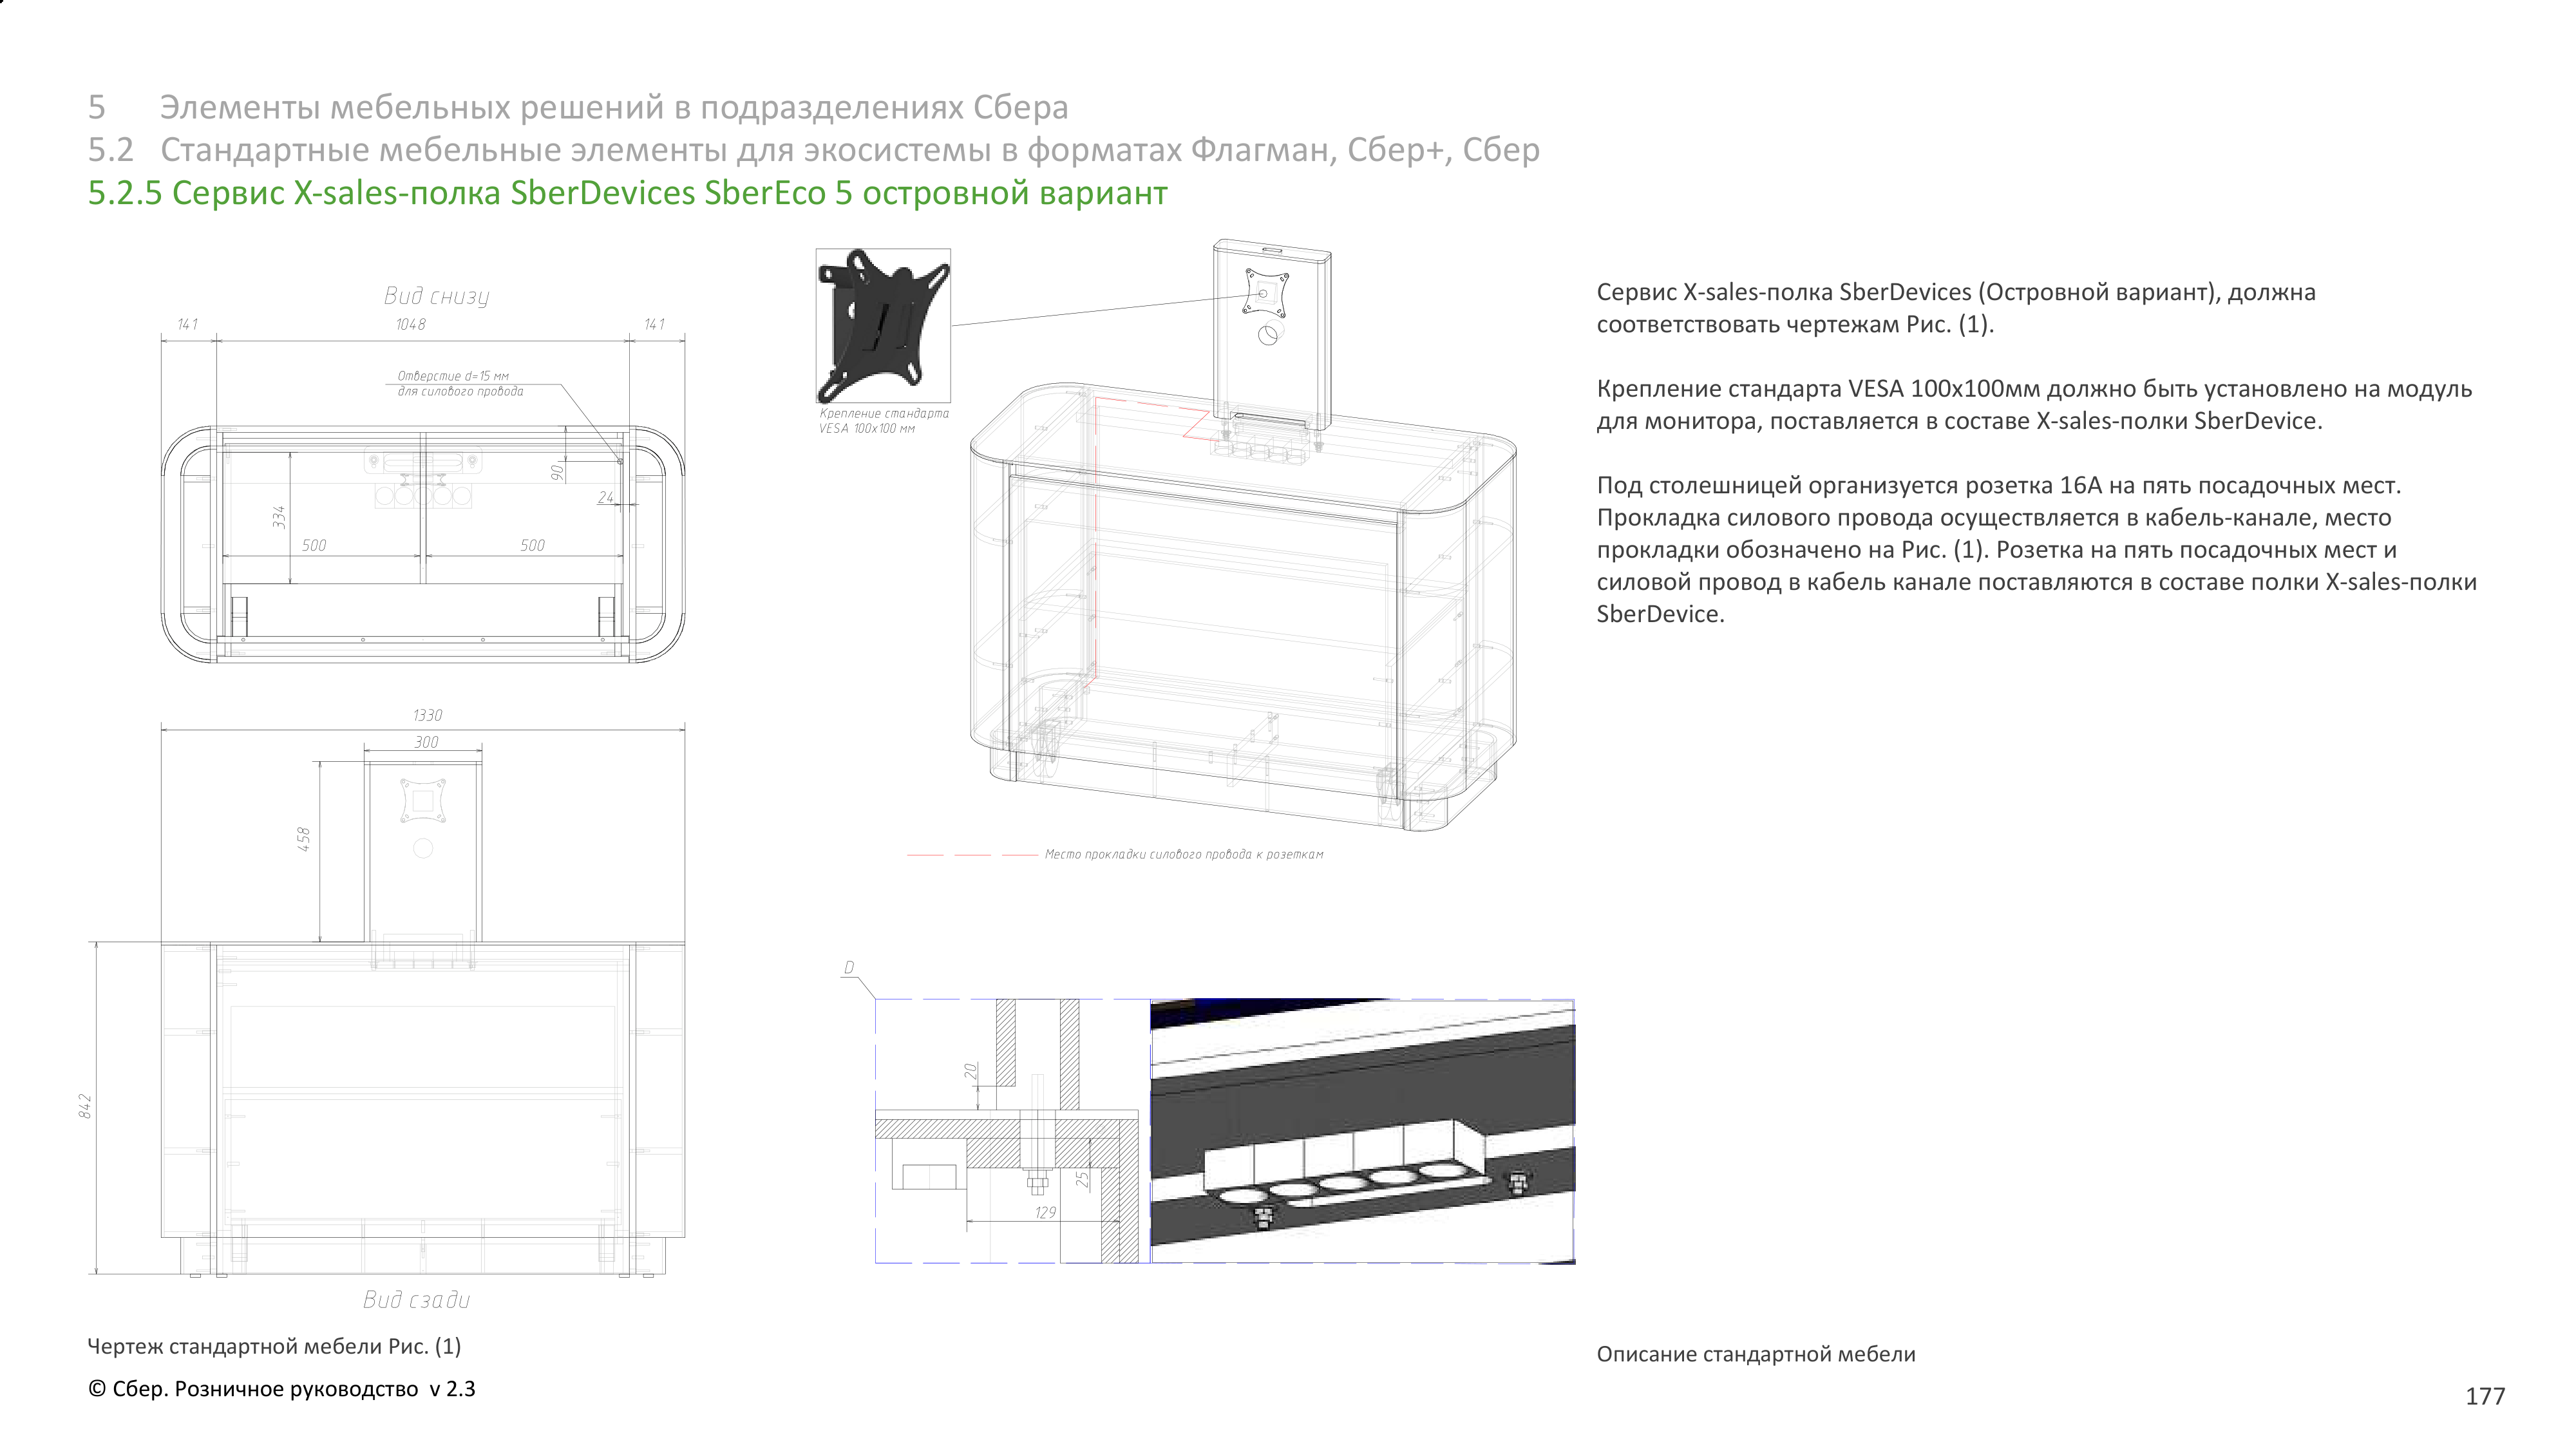 5 Элементы мебельных решений в подразделениях Сбера
5.2 Стандартные мебельные элементы для экосистемы в форматах Флагман, Сбер+, Сбер
5.2.5 Сервис X-sales-полка SberDevices SberEco 5 островной вариант
Вид снизу
141
1048
141
Отверстие d=15 мм
для силового провода
90
24
334
500
500
1330
300
458
842
Вид сзади
Крепление стандарта
VESA 100х100 мм
Место прокладки силового провода к розеткам
D
20
25
129
Сервис X-sales-полка SberDevices (Островной вариант), должна
соответствовать чертежам Рис. (1).
Крепление стандарта VESA 100х100мм должно быть установлено на модуль
для монитора, поставляется в составе X-sales-полки SberDevice.
Под столешницей организуется розетка 16А на пять посадочных мест.
Прокладка силового провода осуществляется в кабель-канале, место
прокладки обозначено на Рис. (1). Розетка на пять посадочных мест и
силовой провод в кабель канале поставляются в составе полки X-sales-полки
SberDevice.
Чертеж стандартной мебели Рис. (1)
Описание стандартной мебели
© Сбер. Розничное руководство v 2.3
177